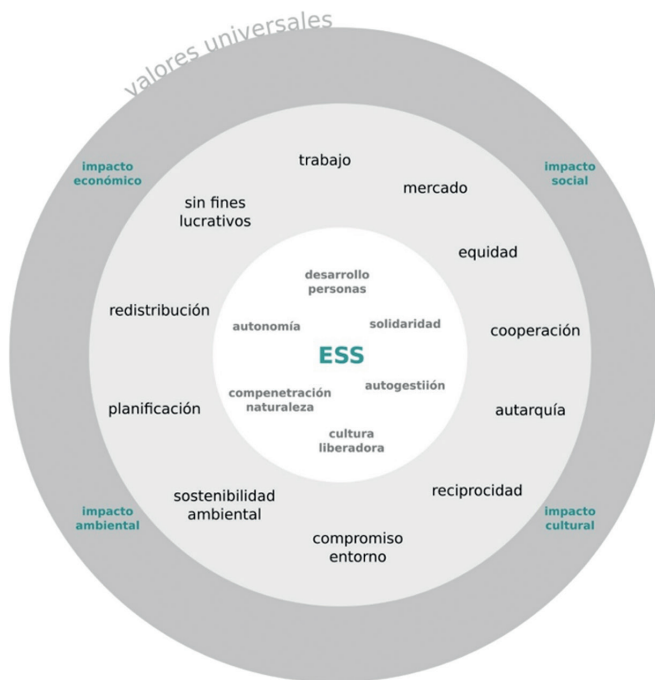 valores universales
impacto
económico
impacto
social
trabajo
mercado
sin fines
lucrativos
equidad
desarrollo
personas
redistribución
autonomía
solidaridad
cooperación
ESS
compenetración
naturaleza
autogestiión
planificación
autarquía
cultura
liberadora
sostenibilidad
ambiental
reciprocidad
impacto
ambiental
impacto
cultural
compromiso
entorno